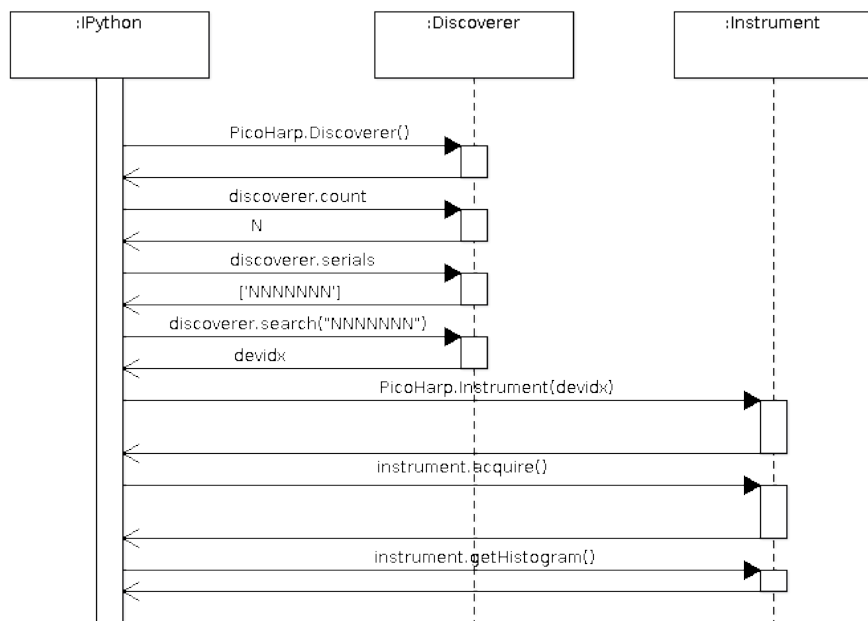 :IPython
:Discoverer
:Instrument
PicoHarp.Discoverer()
discoverer.count
N
discoverer.serials
['NNNNNNN']
discoverer.search("NNNNNNN")
devidx
PicoHarp.Instrument(devidx)
instrument.acquire()
instrument.getHistogram()